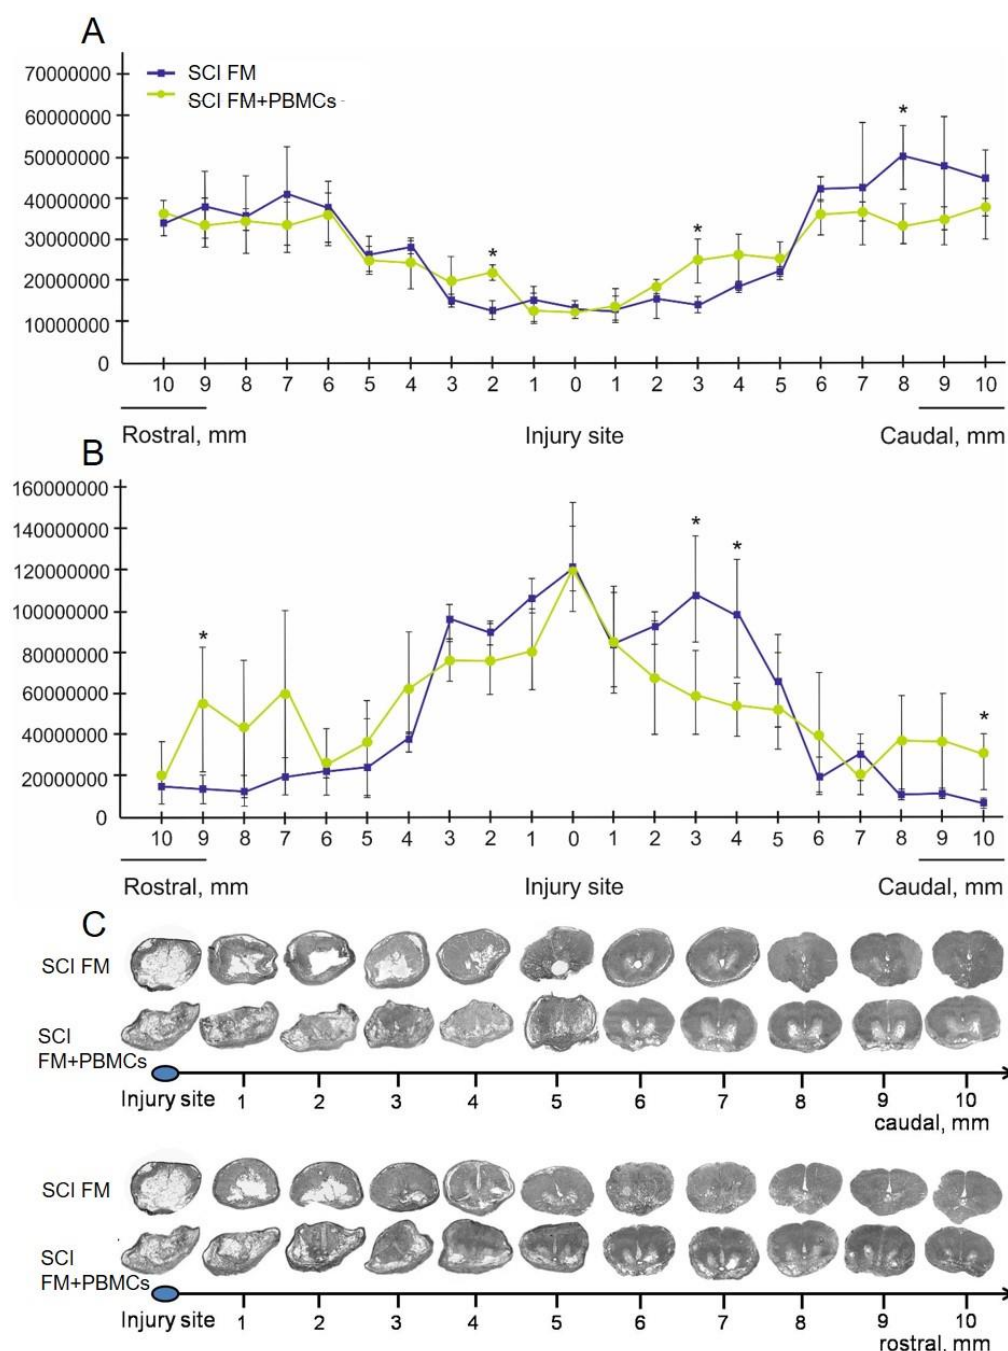 A
70000000
60000000
50000000
40000000
30000000
20000000
10000000
0
SCI FM
SCI FM+PBMCs
*
*
*
10 9 8 7 6 5 4 3 2 1 0 1 2 3 4 5 6 7 8 9 10
Rostral, mm Injury site Caudal, mm
B
160000000
140000000
120000000
100000000
80000000
60000000
40000000
20000000
0
*
*
*
*
10 9 8 7 6 5 4 3 2 1 0 1 2 3 4 5 6 7 8 9 10
Rostral, mm Injury site Caudal, mm
C
SCI FM
SCI
FM+PBMCs
Injury site 1 2 3 4 5 6 7 8 9 10
caudal, mm
SCI FM
SCI
FM+PBMCs
Injury site 1 2 3 4 5 6 7 8 9 10
rostral, mm